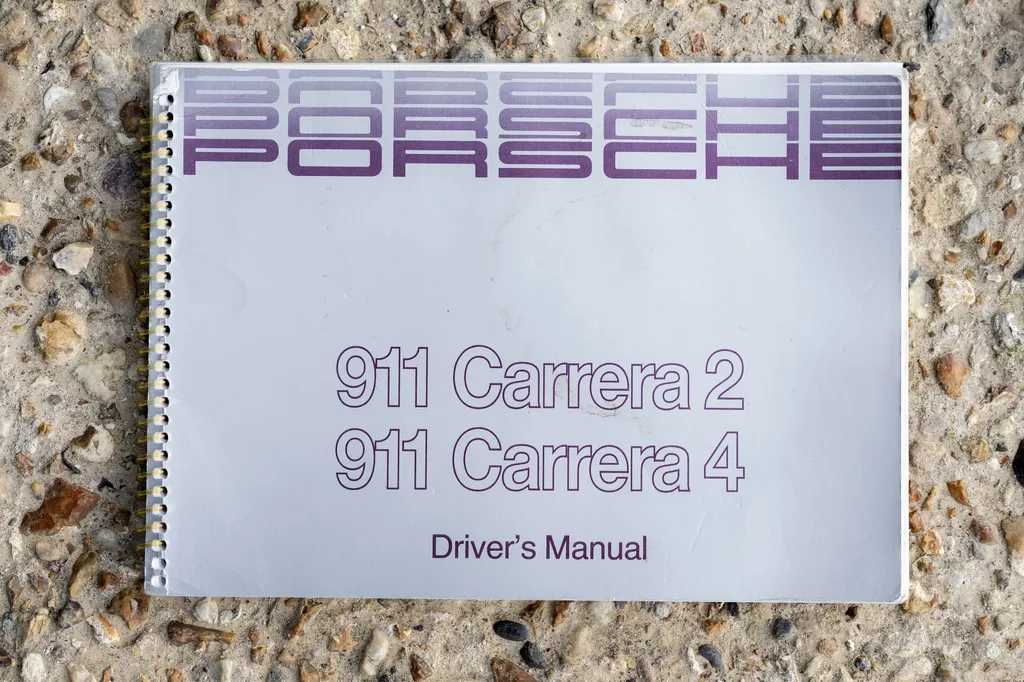 PORSCHE
PORSCHE
PORSCHE
911 Carrera 2
911 Carrera 4
Driver's Manual